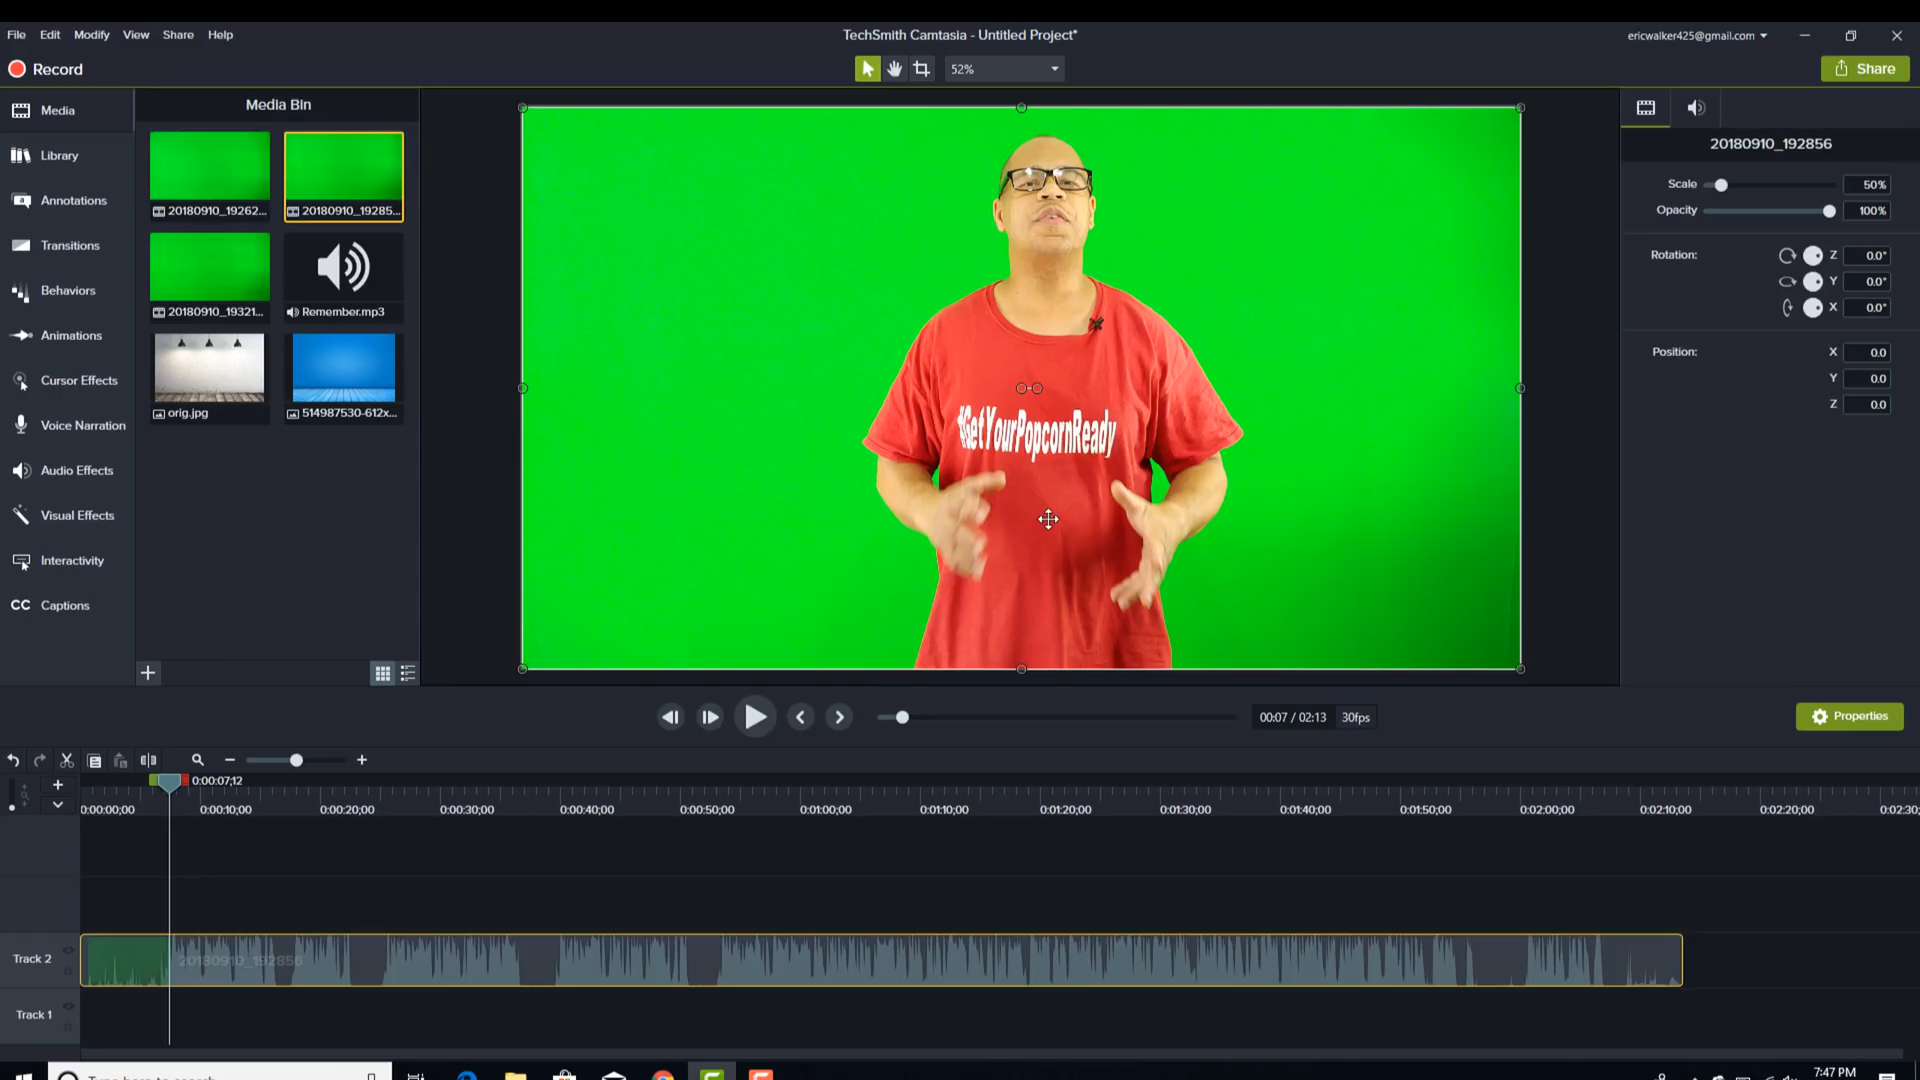 File Edit Modify View Share Help
TechSmith Camtasia - Untitled Project*
ericwalker425@gmail.com
Record
52%
Share
Media
Library
Annotations
Transitions
Behaviors
Animations
Cursor Effects
Voice Narration
Audio Effects
Visual Effects
Interactivity
CC Captions
Media Bin
20180910_19262...
20180910_19285...
20180910_19321...
Remember.mp3
orig.jpg
514987530-612x...
#GetYourPopcornReady
20180910_192856
Scale 50%
Opacity 100%
Rotation: Z 0.0°
Y 0.0°
X 0.0°
Position: X 0.0
Y 0.0
Z 0.0
00:07 / 02:13 30fps
Properties
0:00:07;12
0:00:00;00 0:00:10;00 0:00:20;00 0:00:30;00 0:00:40;00 0:00:50;00 0:01:00;00 0:01:10;00 0:01:20;00 0:01:30;00 0:01:40;00 0:01:50;00 0:02:00;00 0:02:10;00 0:02:20;00 0:02:30;
Track 2
20180910_192856
Track 1
Type here to search
7:47 PM